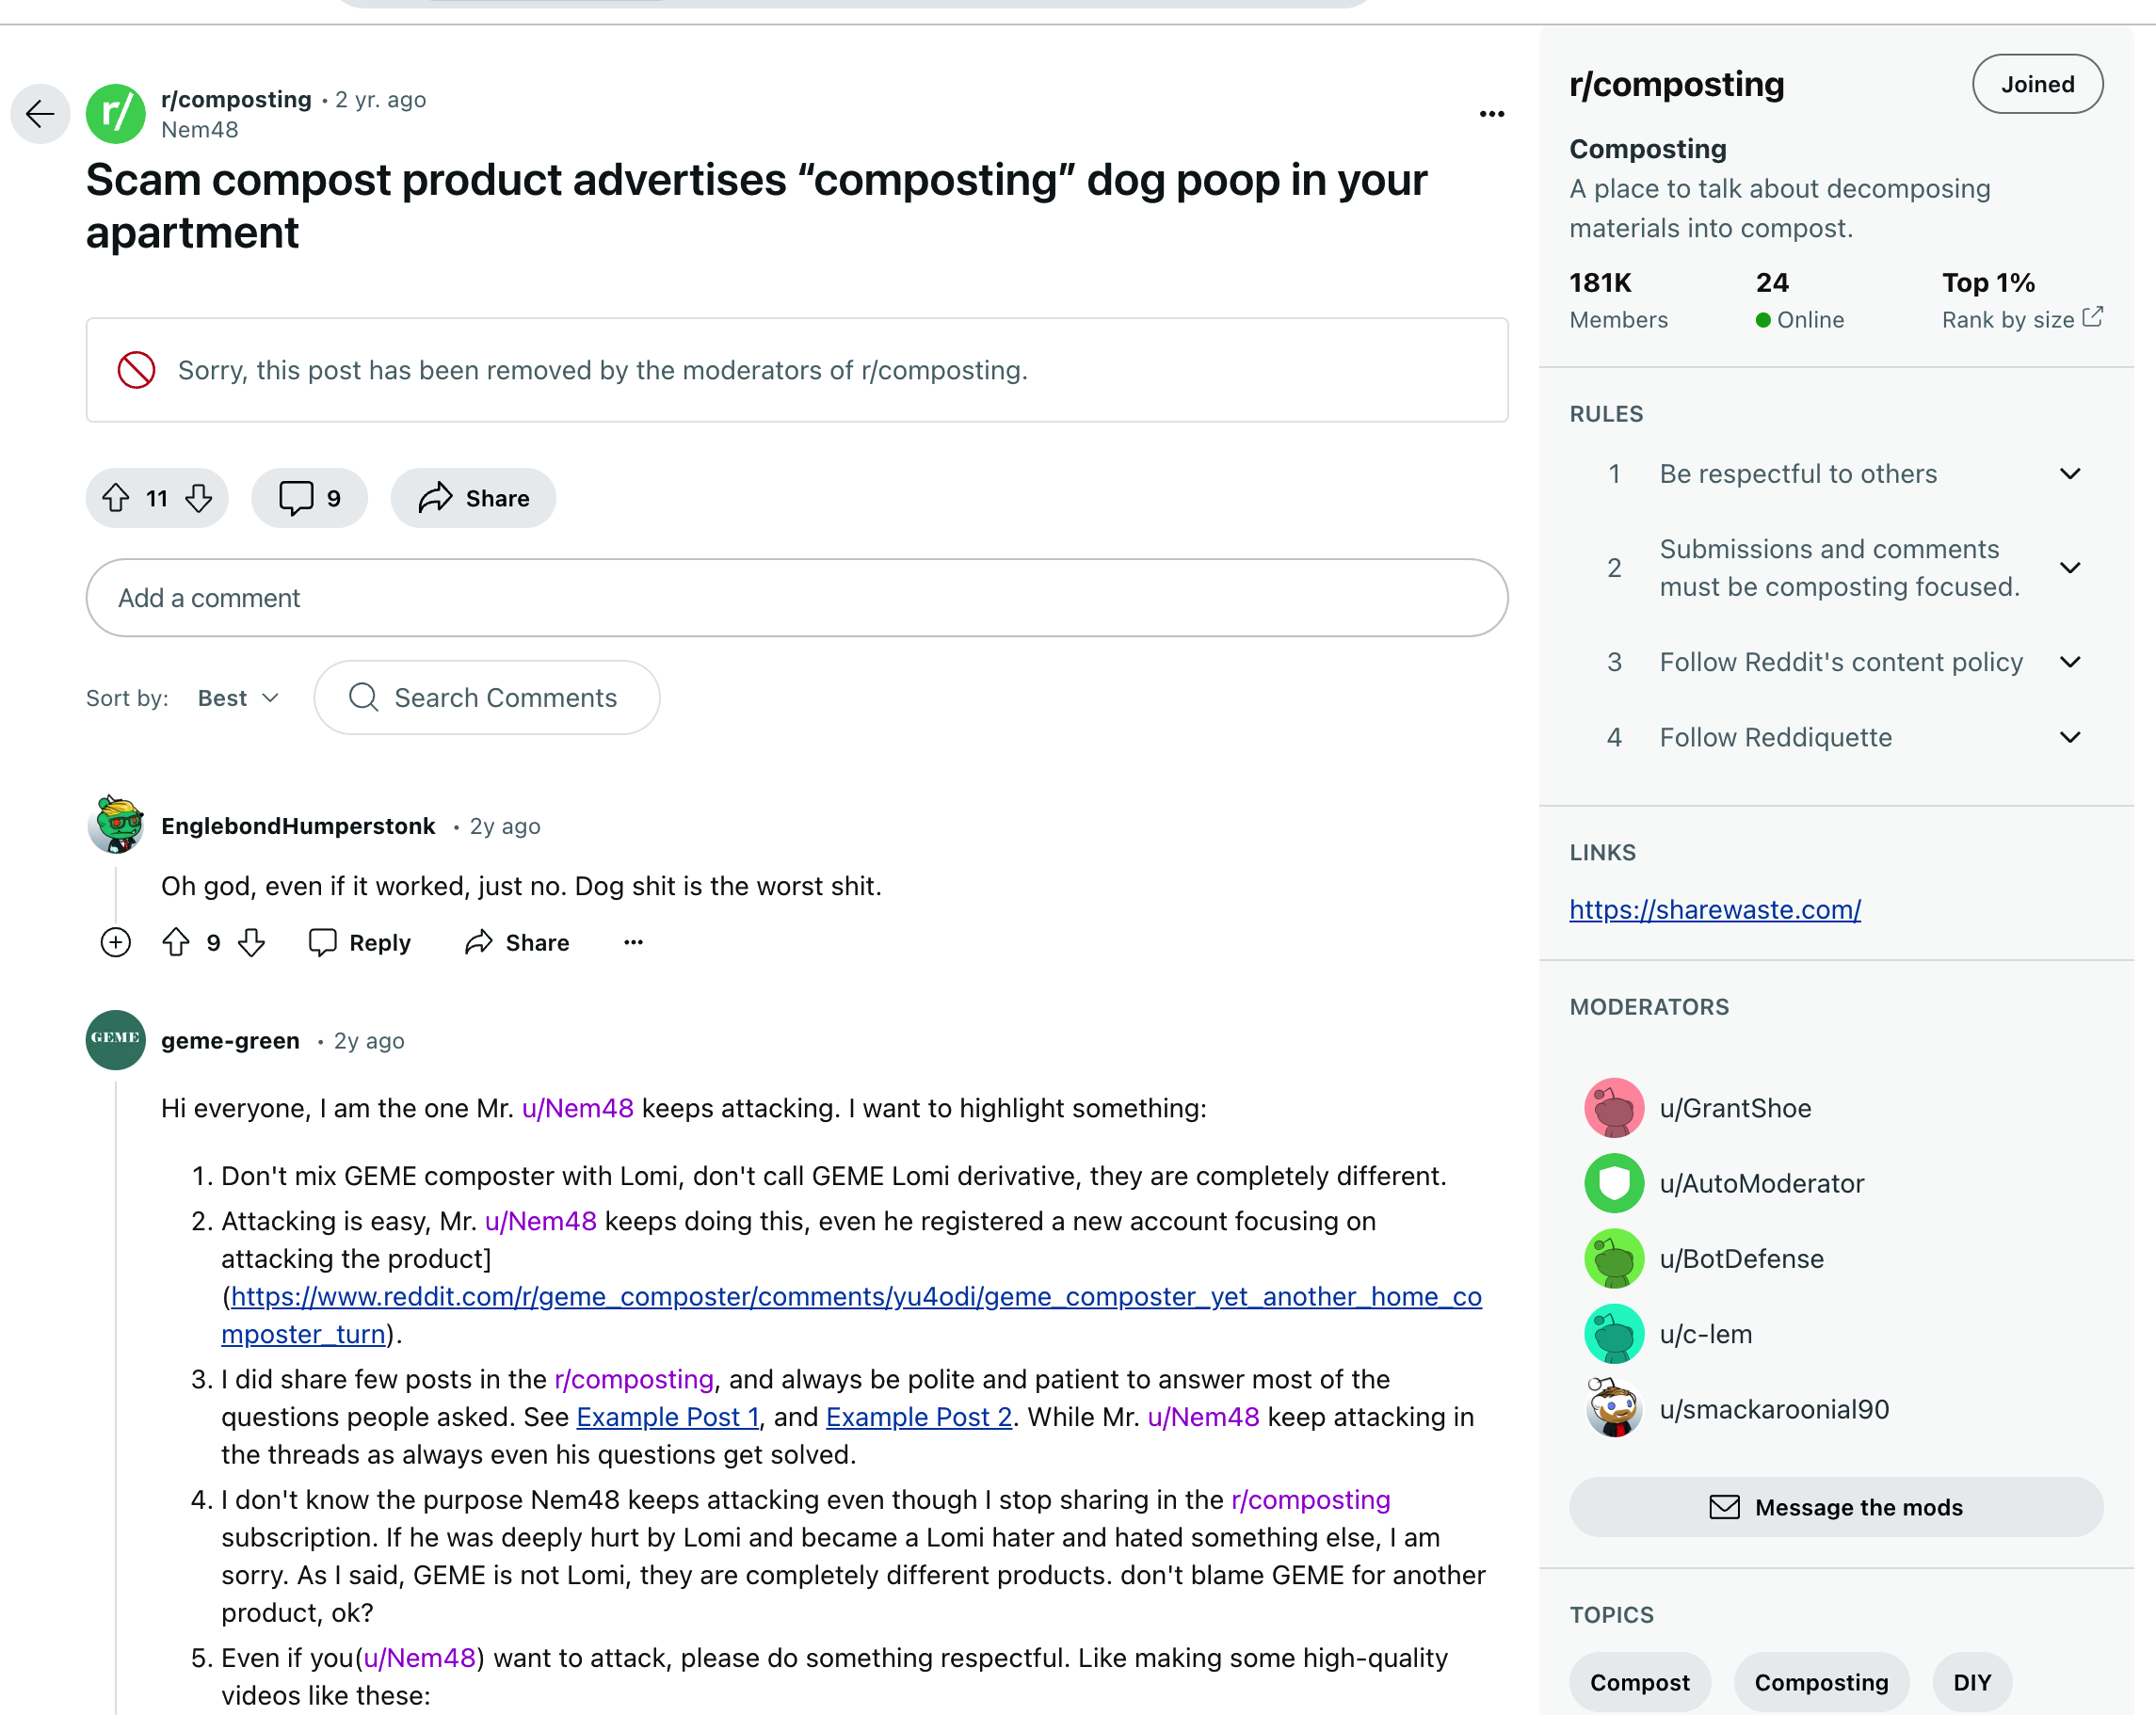 r/composting • 2 yr. ago
Nem48
Scam compost product advertises “composting” dog poop in your
apartment
Sorry, this post has been removed by the moderators of r/composting.
11
9
Share
Add a comment
Sort by: Best
Search Comments
EnglebondHumperstonk • 2y ago
Oh god, even if it worked, just no. Dog shit is the worst shit.
9
Reply
Share
GEME
geme-green • 2y ago
Hi everyone, I am the one Mr. u/Nem48 keeps attacking. I want to highlight something:
1. Don't mix GEME composter with Lomi, don't call GEME Lomi derivative, they are completely different.
2. Attacking is easy, Mr. u/Nem48 keeps doing this, even he registered a new account focusing on
attacking the product]
(https://www.reddit.com/r/geme_composter/comments/yu4odi/geme_composter_yet_another_home_co
mposter_turn).
3. I did share few posts in the r/composting, and always be polite and patient to answer most of the
questions people asked. See Example Post 1, and Example Post 2. While Mr. u/Nem48 keep attacking in
the threads as always even his questions get solved.
4. I don't know the purpose Nem48 keeps attacking even though I stop sharing in the r/composting
subscription. If he was deeply hurt by Lomi and became a Lomi hater and hated something else, I am
sorry. As I said, GEME is not Lomi, they are completely different products. don't blame GEME for another
product, ok?
5. Even if you(u/Nem48) want to attack, please do something respectful. Like making some high-quality
videos like these:
r/composting
Joined
Composting
A place to talk about decomposing
materials into compost.
181K
Members
24
Online
Top 1%
Rank by size
RULES
1 Be respectful to others
2 Submissions and comments
must be composting focused.
3 Follow Reddit's content policy
4 Follow Reddiquette
LINKS
https://sharewaste.com/
MODERATORS
u/GrantShoe
u/AutoModerator
u/BotDefense
u/c-lem
u/smackaroonial90
Message the mods
TOPICS
Compost
Composting
DIY